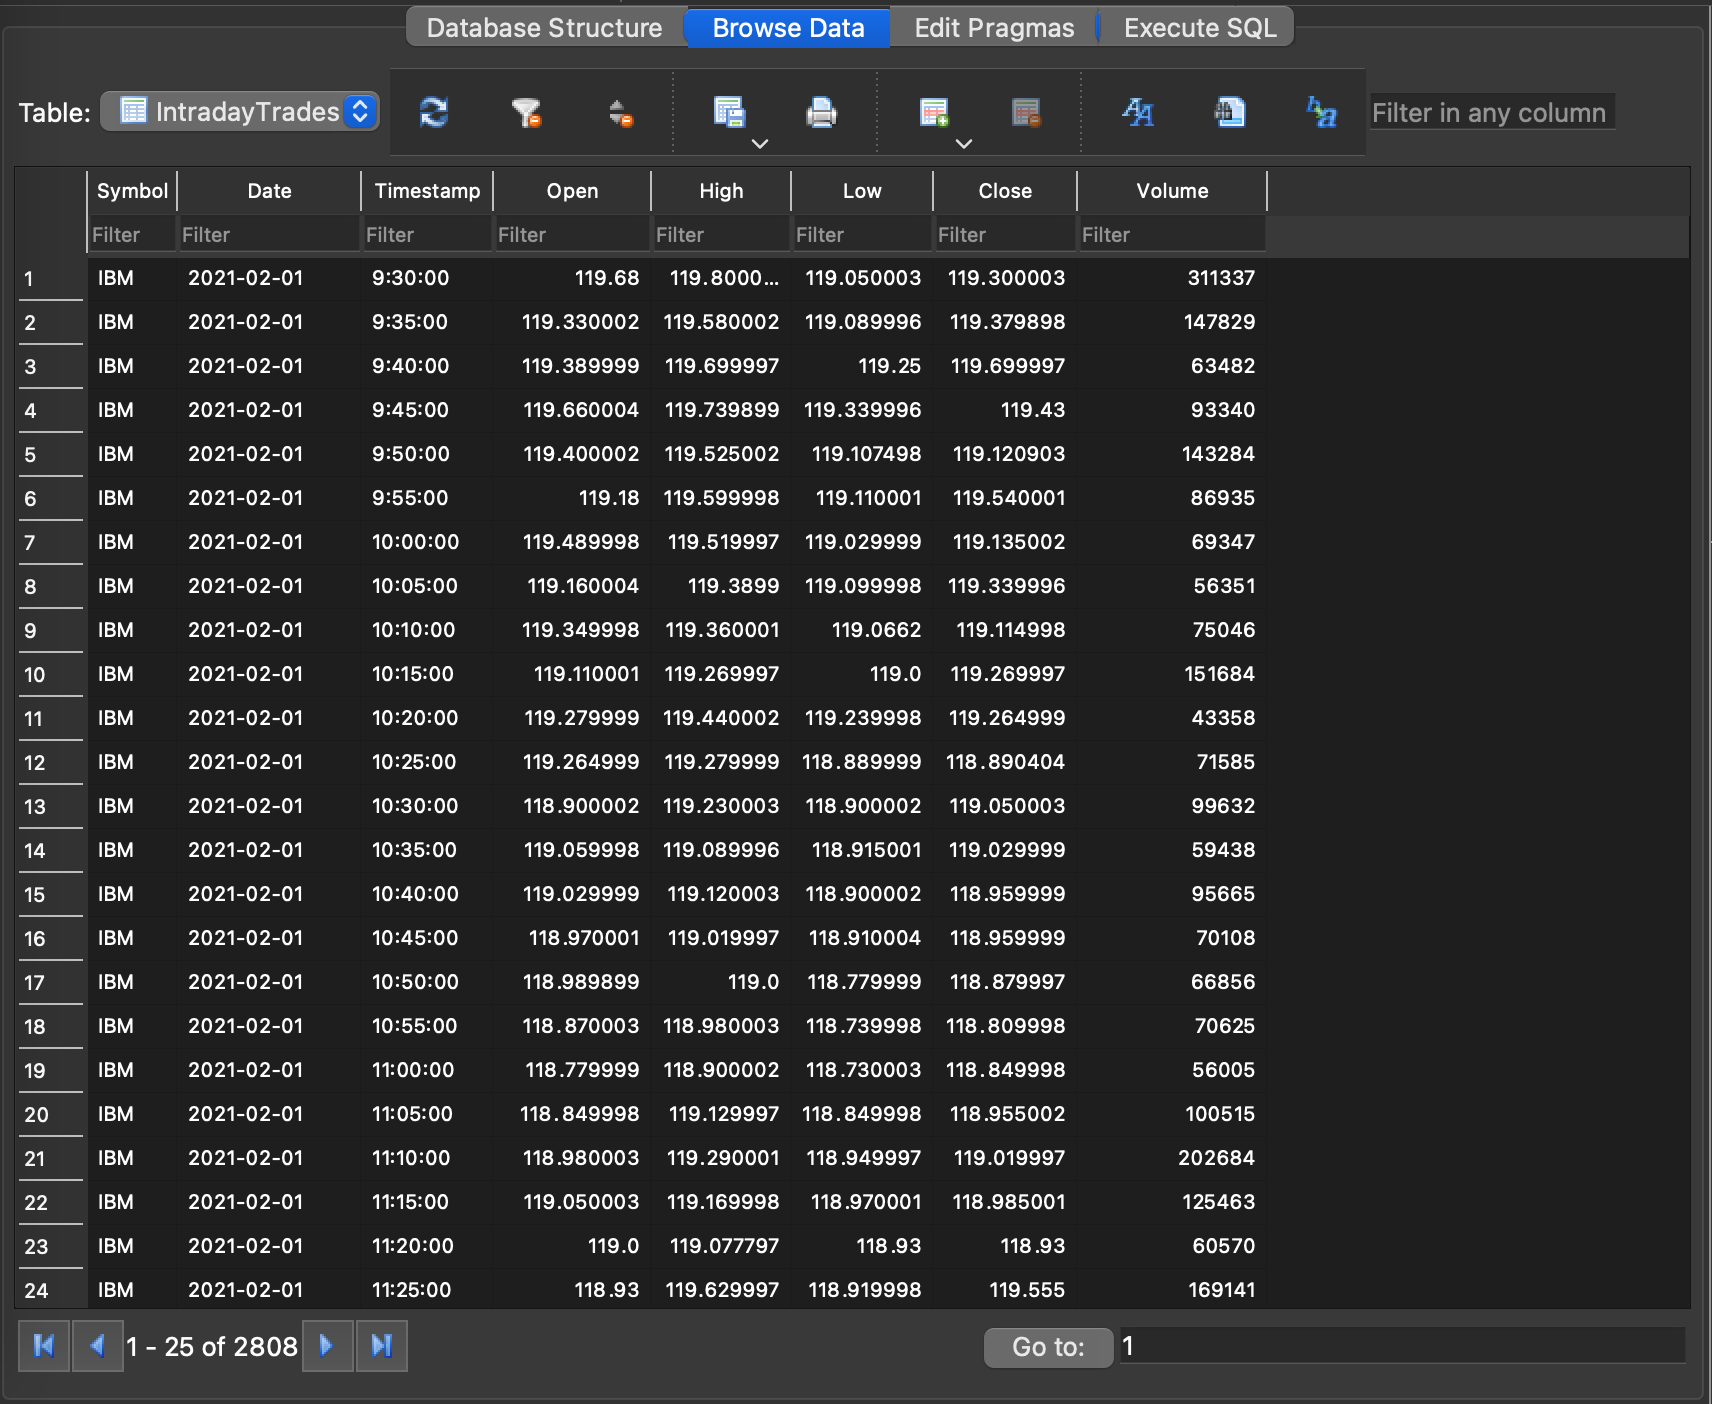 Database Structure Browse Data Edit Pragmas Execute SQL
Table: IntradayTrades Filter in any column
Symbol Date Timestamp Open High Low Close Volume
Filter Filter Filter Filter Filter Filter Filter Filter
1 IBM 2021-02-01 9:30:00 119.68 119.8000... 119.050003 119.300003 311337
2 IBM 2021-02-01 9:35:00 119.330002 119.580002 119.089996 119.379898 147829
3 IBM 2021-02-01 9:40:00 119.389999 119.699997 119.25 119.699997 63482
4 IBM 2021-02-01 9:45:00 119.660004 119.739899 119.339996 119.43 93340
5 IBM 2021-02-01 9:50:00 119.400002 119.525002 119.107498 119.120903 143284
6 IBM 2021-02-01 9:55:00 119.18 119.599998 119.110001 119.540001 86935
7 IBM 2021-02-01 10:00:00 119.489998 119.519997 119.029999 119.135002 69347
8 IBM 2021-02-01 10:05:00 119.160004 119.3899 119.099998 119.339996 56351
9 IBM 2021-02-01 10:10:00 119.349998 119.360001 119.0662 119.114998 75046
10 IBM 2021-02-01 10:15:00 119.110001 119.269997 119.0 119.269997 151684
11 IBM 2021-02-01 10:20:00 119.279999 119.440002 119.239998 119.264999 43358
12 IBM 2021-02-01 10:25:00 119.264999 119.279999 118.889999 118.890404 71585
13 IBM 2021-02-01 10:30:00 118.900002 119.230003 118.900002 119.050003 99632
14 IBM 2021-02-01 10:35:00 119.059998 119.089996 118.915001 119.029999 59438
15 IBM 2021-02-01 10:40:00 119.029999 119.120003 118.900002 118.959999 95665
16 IBM 2021-02-01 10:45:00 118.970001 119.019997 118.910004 118.959999 70108
17 IBM 2021-02-01 10:50:00 118.989899 119.0 118.779999 118.879997 66856
18 IBM 2021-02-01 10:55:00 118.870003 118.980003 118.739998 118.809998 70625
19 IBM 2021-02-01 11:00:00 118.779999 118.900002 118.730003 118.849998 56005
20 IBM 2021-02-01 11:05:00 118.849998 119.129997 118.849998 118.955002 100515
21 IBM 2021-02-01 11:10:00 118.980003 119.290001 118.949997 119.019997 202684
22 IBM 2021-02-01 11:15:00 119.050003 119.169998 118.970001 118.985001 125463
23 IBM 2021-02-01 11:20:00 119.0 119.077797 118.93 118.93 60570
24 IBM 2021-02-01 11:25:00 118.93 119.629997 118.919998 119.555 169141
1 - 25 of 2808 Go to: 1